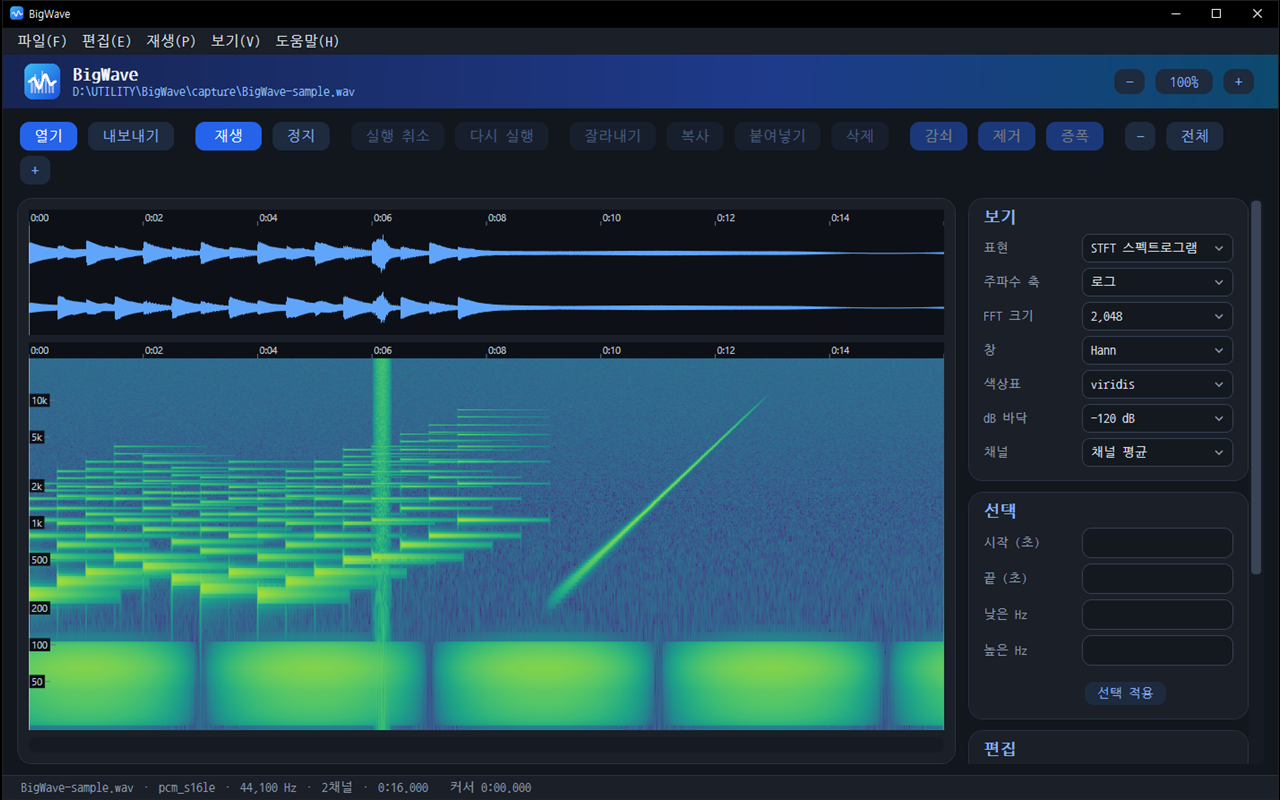 BigWave
파일(F) 편집(E) 재생(P) 보기(V) 도움말(H)
BigWave
D:\UTILITY\BigWave\capture\BigWave-sample.wav
− 100% +
열기 내보내기 재생 정지 실행 취소 다시 실행 잘라내기 복사 붙여넣기 삭제 감쇠 제거 증폭 − 전체
+
0:00 0:02 0:04 0:06 0:08 0:10 0:12 0:14
0:00 0:02 0:04 0:06 0:08 0:10 0:12 0:14
10k
5k
2k
1k
500
200
100
50
보기
표현 STFT 스펙트로그램
주파수 축 로그
FFT 크기 2,048
창 Hann
색상표 viridis
dB 바닥 -120 dB
채널 채널 평균
선택
시작 (초)
끝 (초)
낮은 Hz
높은 Hz
선택 적용
편집
BigWave-sample.wav · pcm_s16le · 44,100 Hz · 2채널 · 0:16.000 커서 0:00.000